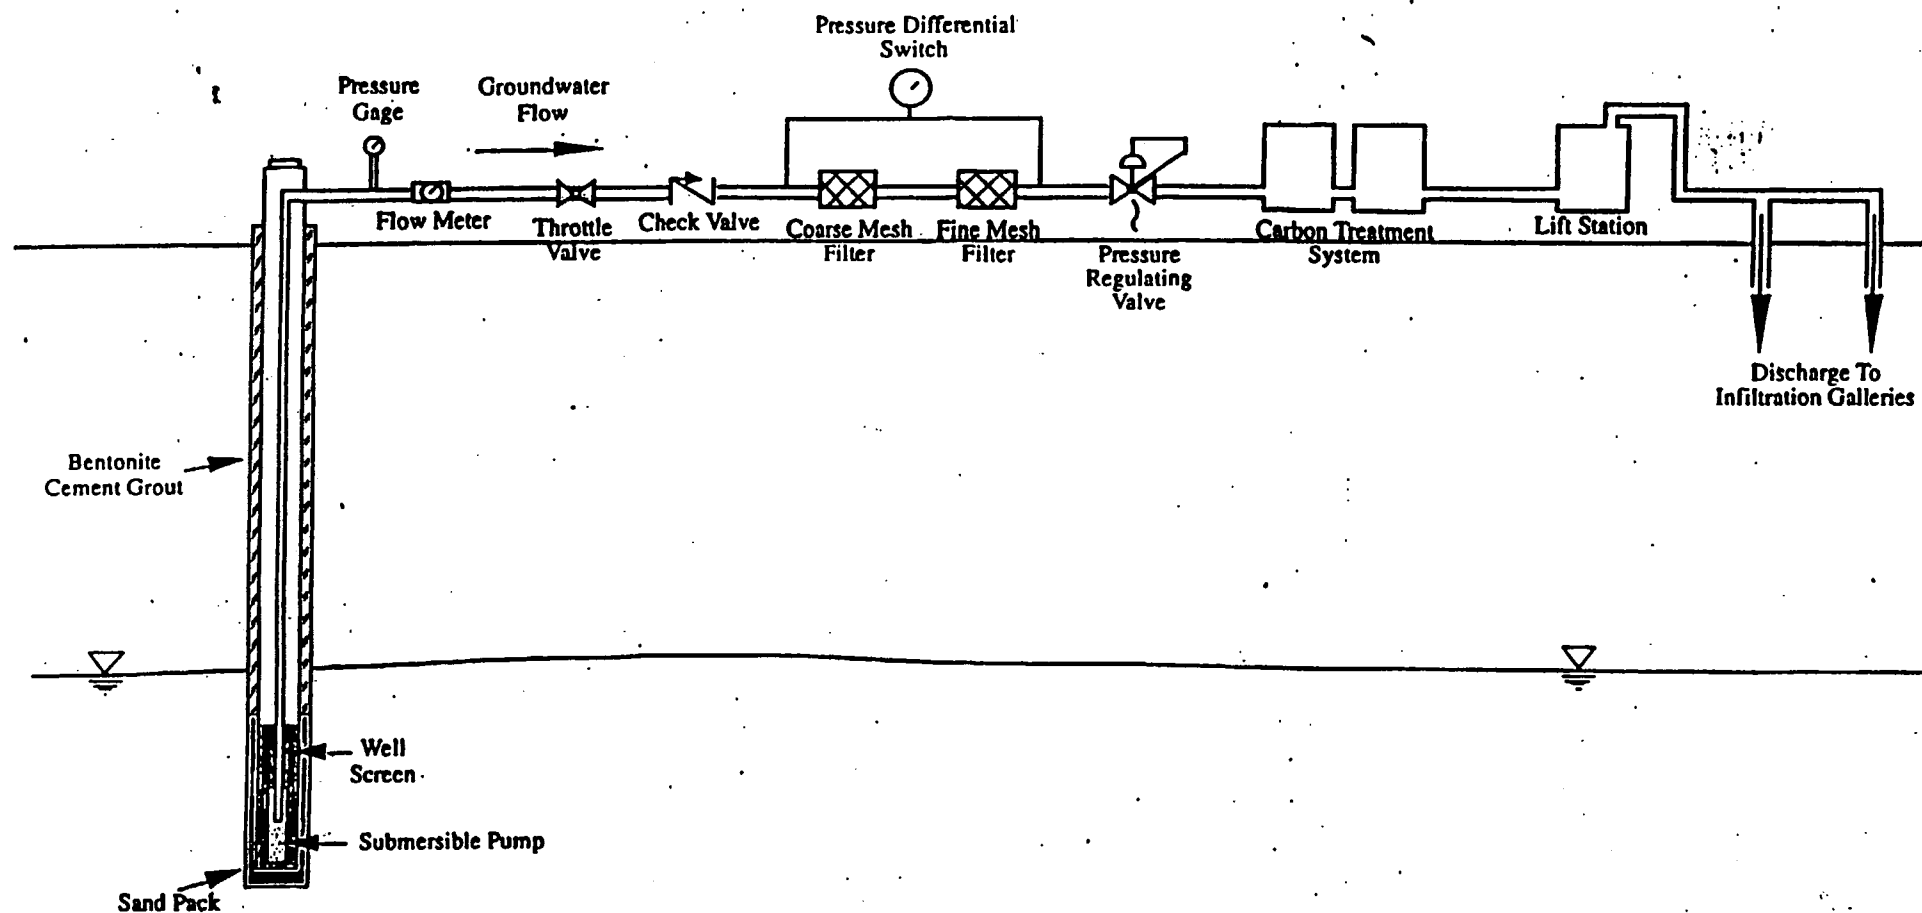 Pressure Differential
Switch
Pressure
Gage
Groundwater
Flow
Flow Meter
Throttle
Valve
Check Valve
Coarse Mesh
Filter
Fine Mesh
Filter
Pressure
Regulating
Valve
Carbon Treatment
System
Lift Station
Discharge To
Infiltration Galleries
Bentonite
Cement Grout
Well
Screen
Submersible Pump
Sand Pack